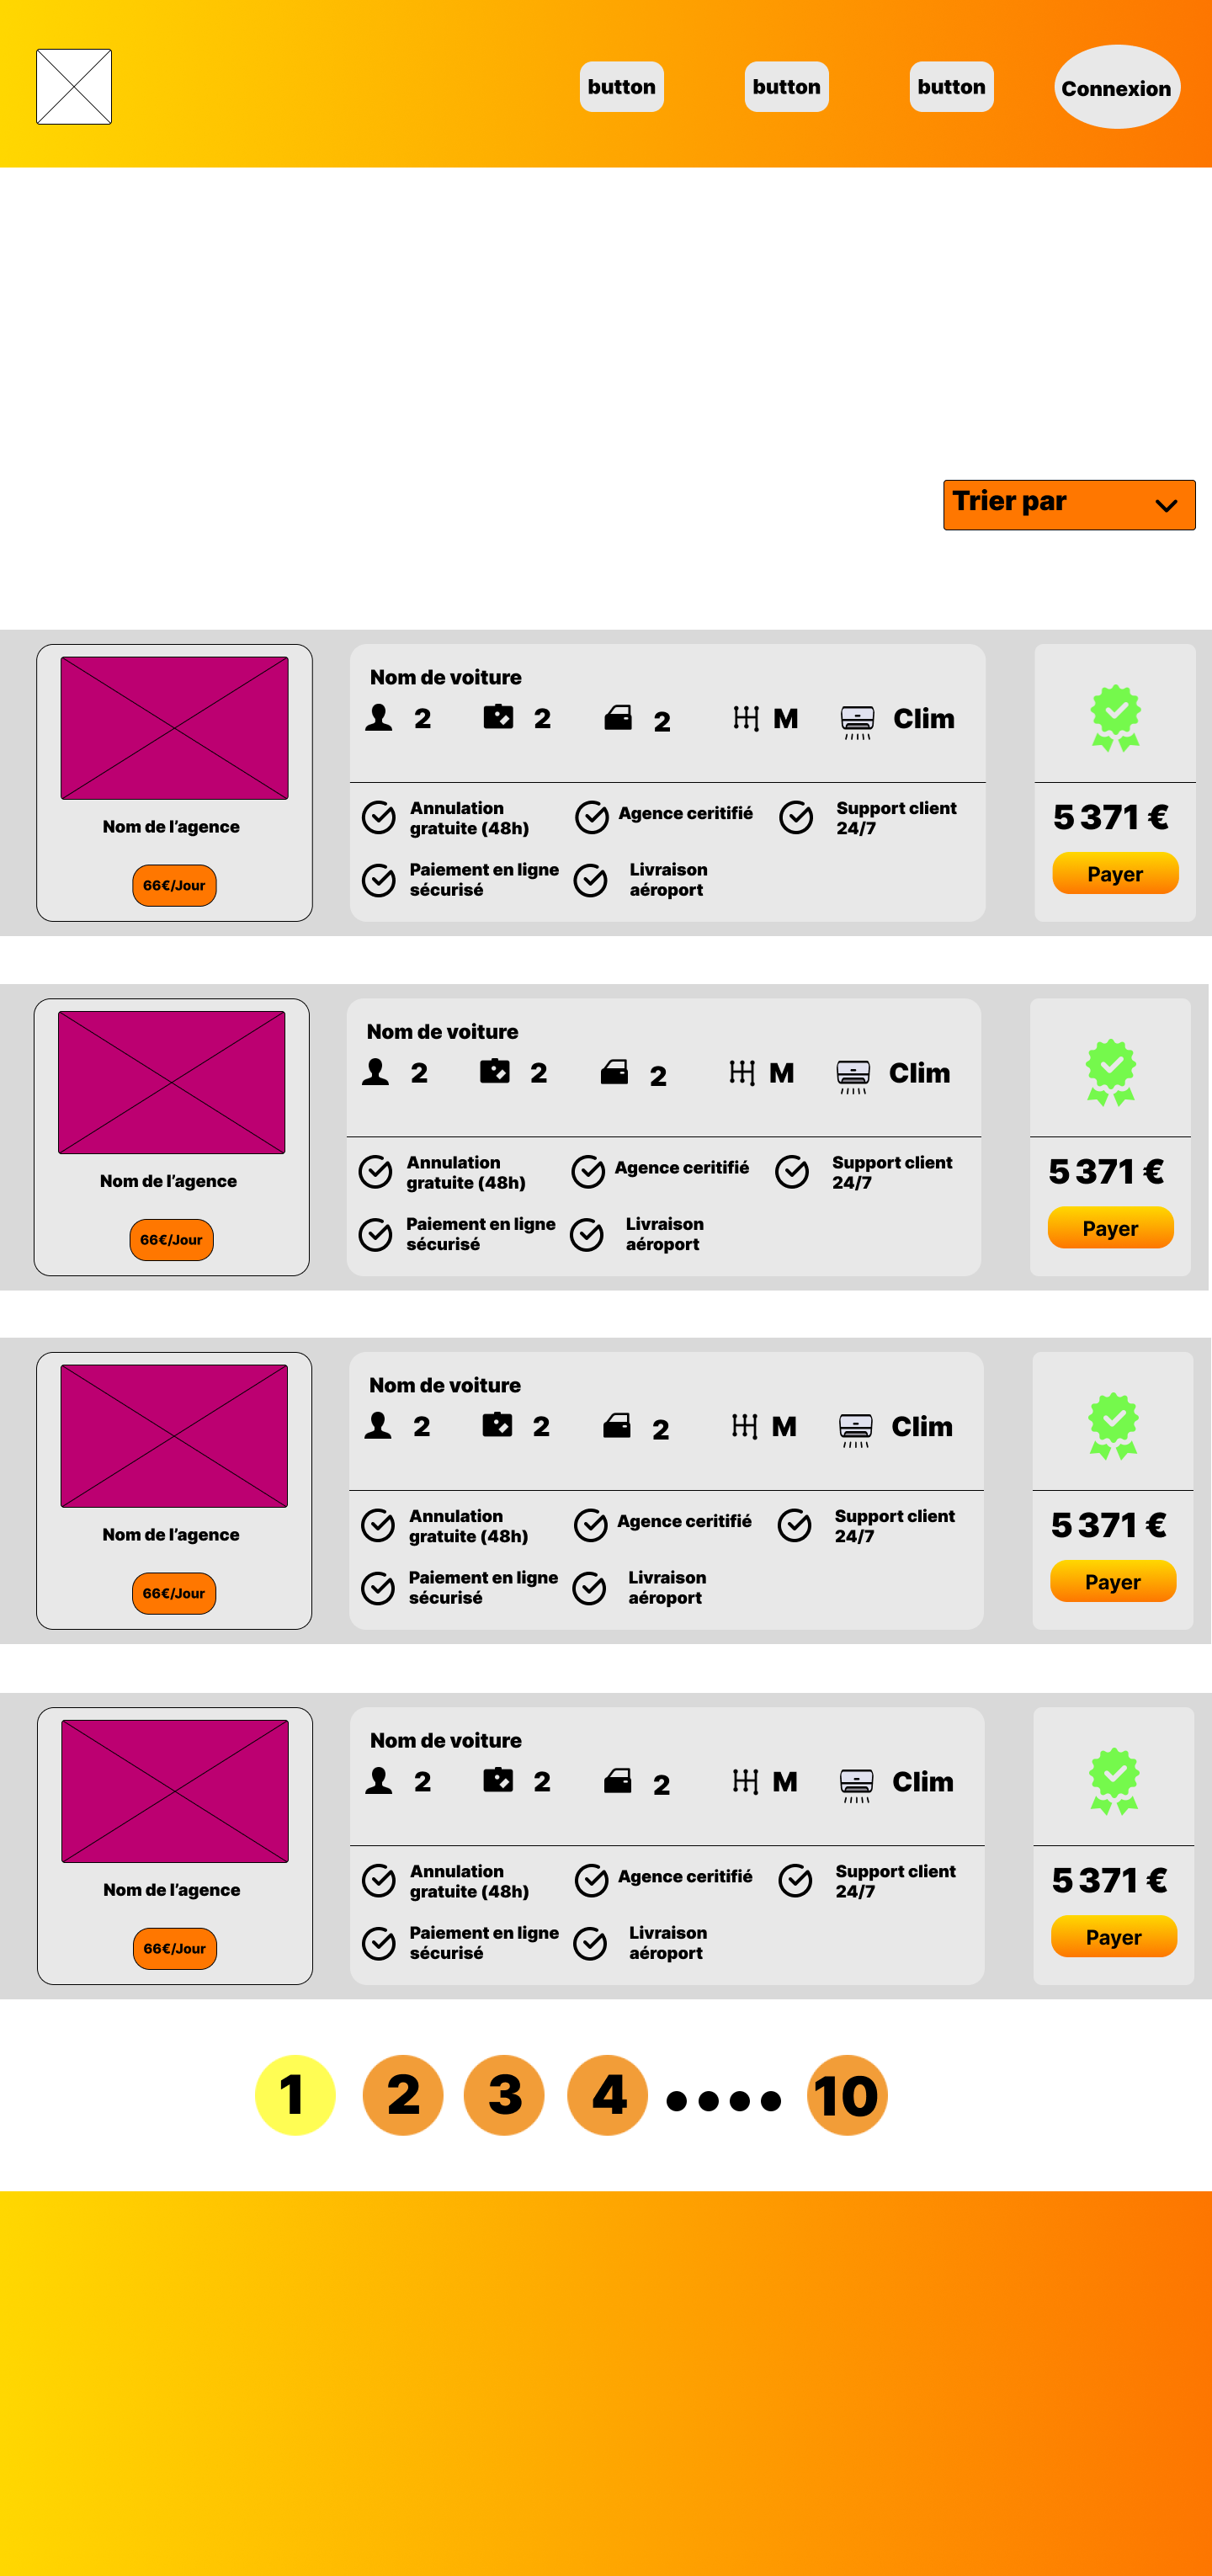 button button button Connexion
Trier par
Nom de voiture
2 2 2 M Clim
Nom de l'agence
66€/Jour
Annulation
gratuite (48h)
Agence ceritifié
Support client
24/7
Paiement en ligne
sécurisé
Livraison
aéroport
5 371 €
Payer
Nom de voiture
2 2 2 M Clim
Nom de l'agence
66€/Jour
Annulation
gratuite (48h)
Agence ceritifié
Support client
24/7
Paiement en ligne
sécurisé
Livraison
aéroport
5 371 €
Payer
Nom de voiture
2 2 2 M Clim
Nom de l'agence
66€/Jour
Annulation
gratuite (48h)
Agence ceritifié
Support client
24/7
Paiement en ligne
sécurisé
Livraison
aéroport
5 371 €
Payer
Nom de voiture
2 2 2 M Clim
Nom de l'agence
66€/Jour
Annulation
gratuite (48h)
Agence ceritifié
Support client
24/7
Paiement en ligne
sécurisé
Livraison
aéroport
5 371 €
Payer
1 2 3 4 •••• 10